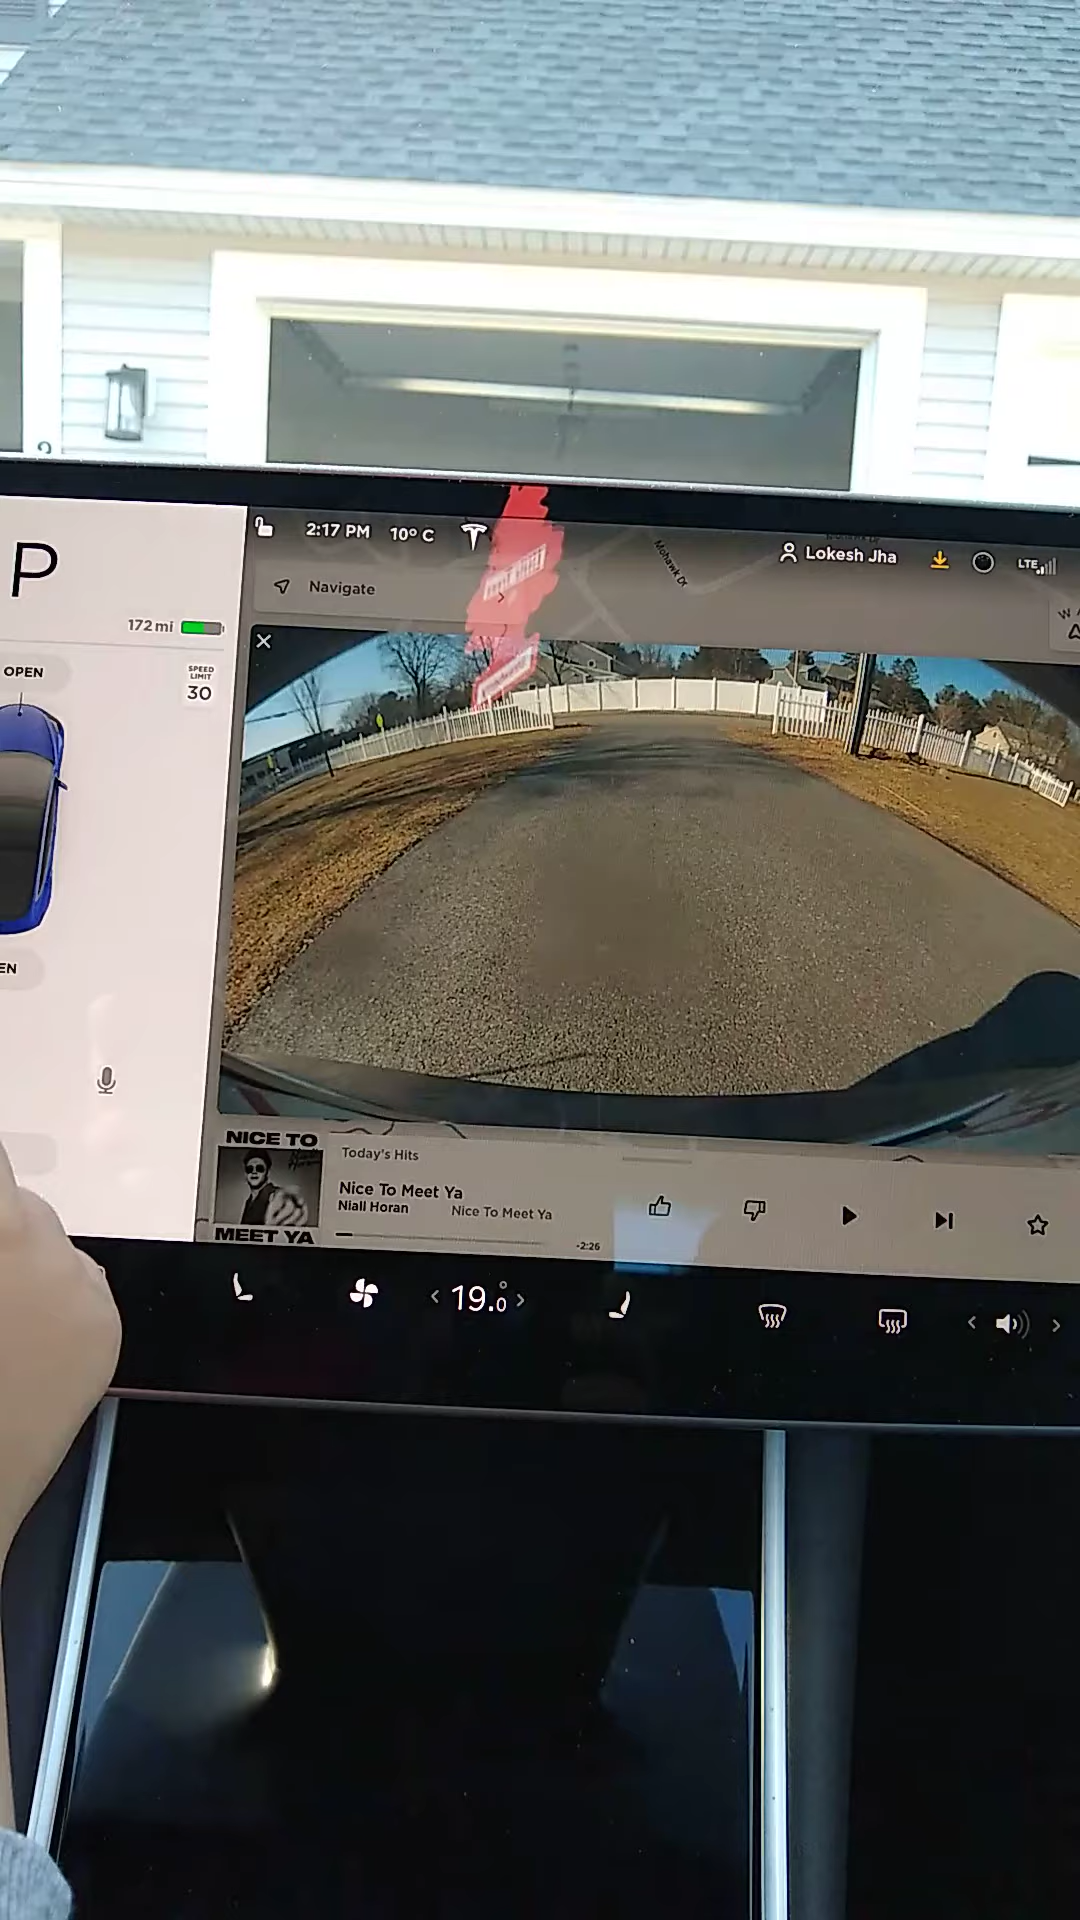 P
2:17 PM 10° C
Lokesh Jha
LTE
Mohawk Dr
Navigate
172 mi
OPEN
SPEED
LIMIT
30
EN
NICE TO
MEET YA
Today's Hits
Nice To Meet Ya
Niall Horan Nice To Meet Ya
-2:26
19.0°